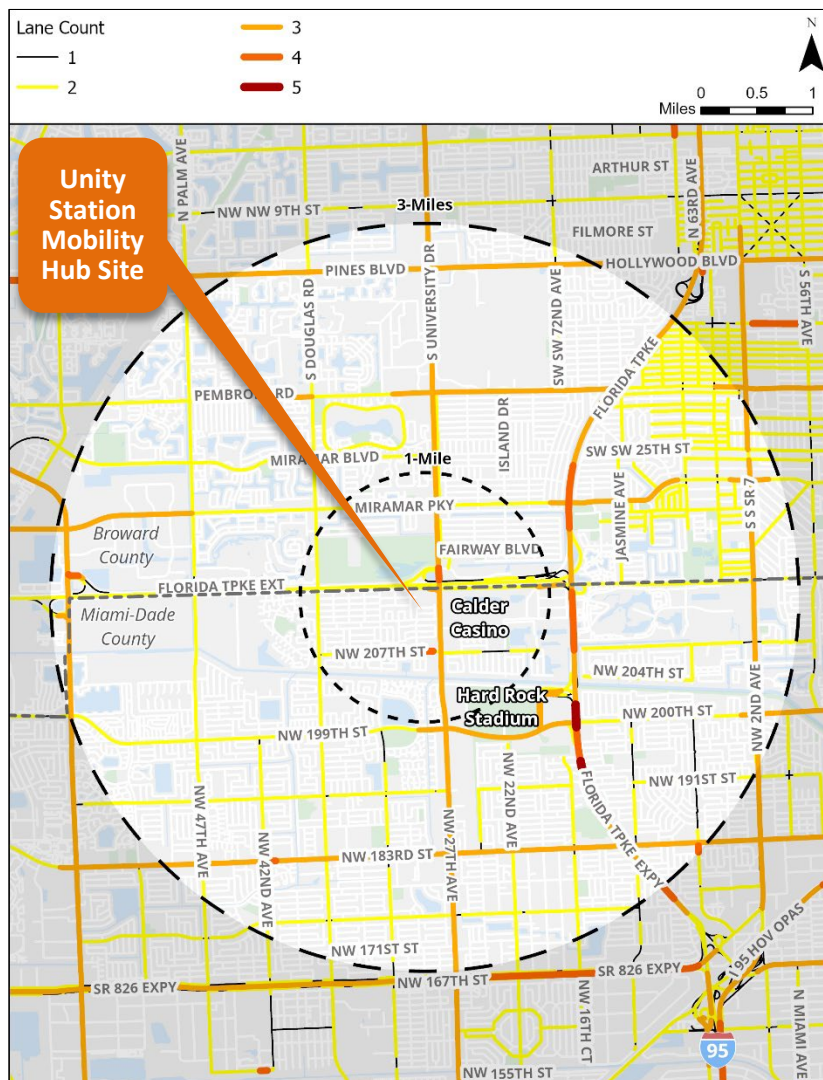 Lane Count
1
2
3
4
5
N
0 0.5 1
Miles
Unity
Station
Mobility
Hub Site
N PALM AVE
ARTHUR ST
N 63RD AVE
NW NW 9TH ST
3-Miles
FILMORE ST
S UNIVERSITY DR
PINES BLVD
HOLLYWOOD BLVD
S 56TH AVE
S DOUGLAS RD
SW SW 72ND AVE
FLORIDA TPKE
PEMBRO
RD
ISLAND DR
MIRAMAR BLVD
1-Mile
SW SW 25TH ST
MIRAMAR PKY
JASMINE AVE
S S SR 7
Broward
County
FAIRWAY BLVD
FLORIDA TPKE EXT
Miami-Dade
County
Calder
Casino
NW 207TH ST
NW 204TH ST
Hard Rock
Stadium
NW 200TH ST
NW 2ND AVE
NW 199TH ST
NW 191ST ST
NW 22ND AVE
NW 47TH AVE
NW 42ND AVE
NW 27TH AVE
FLORIDA TPKE EXPY
NW 183RD ST
NW 171ST ST
I 95 HOV OPAS
SR 826 EXPY
NW 167TH ST
SR 826 EXPY
NW 16TH CT
N MIAMI AVE
95
NW 155TH ST